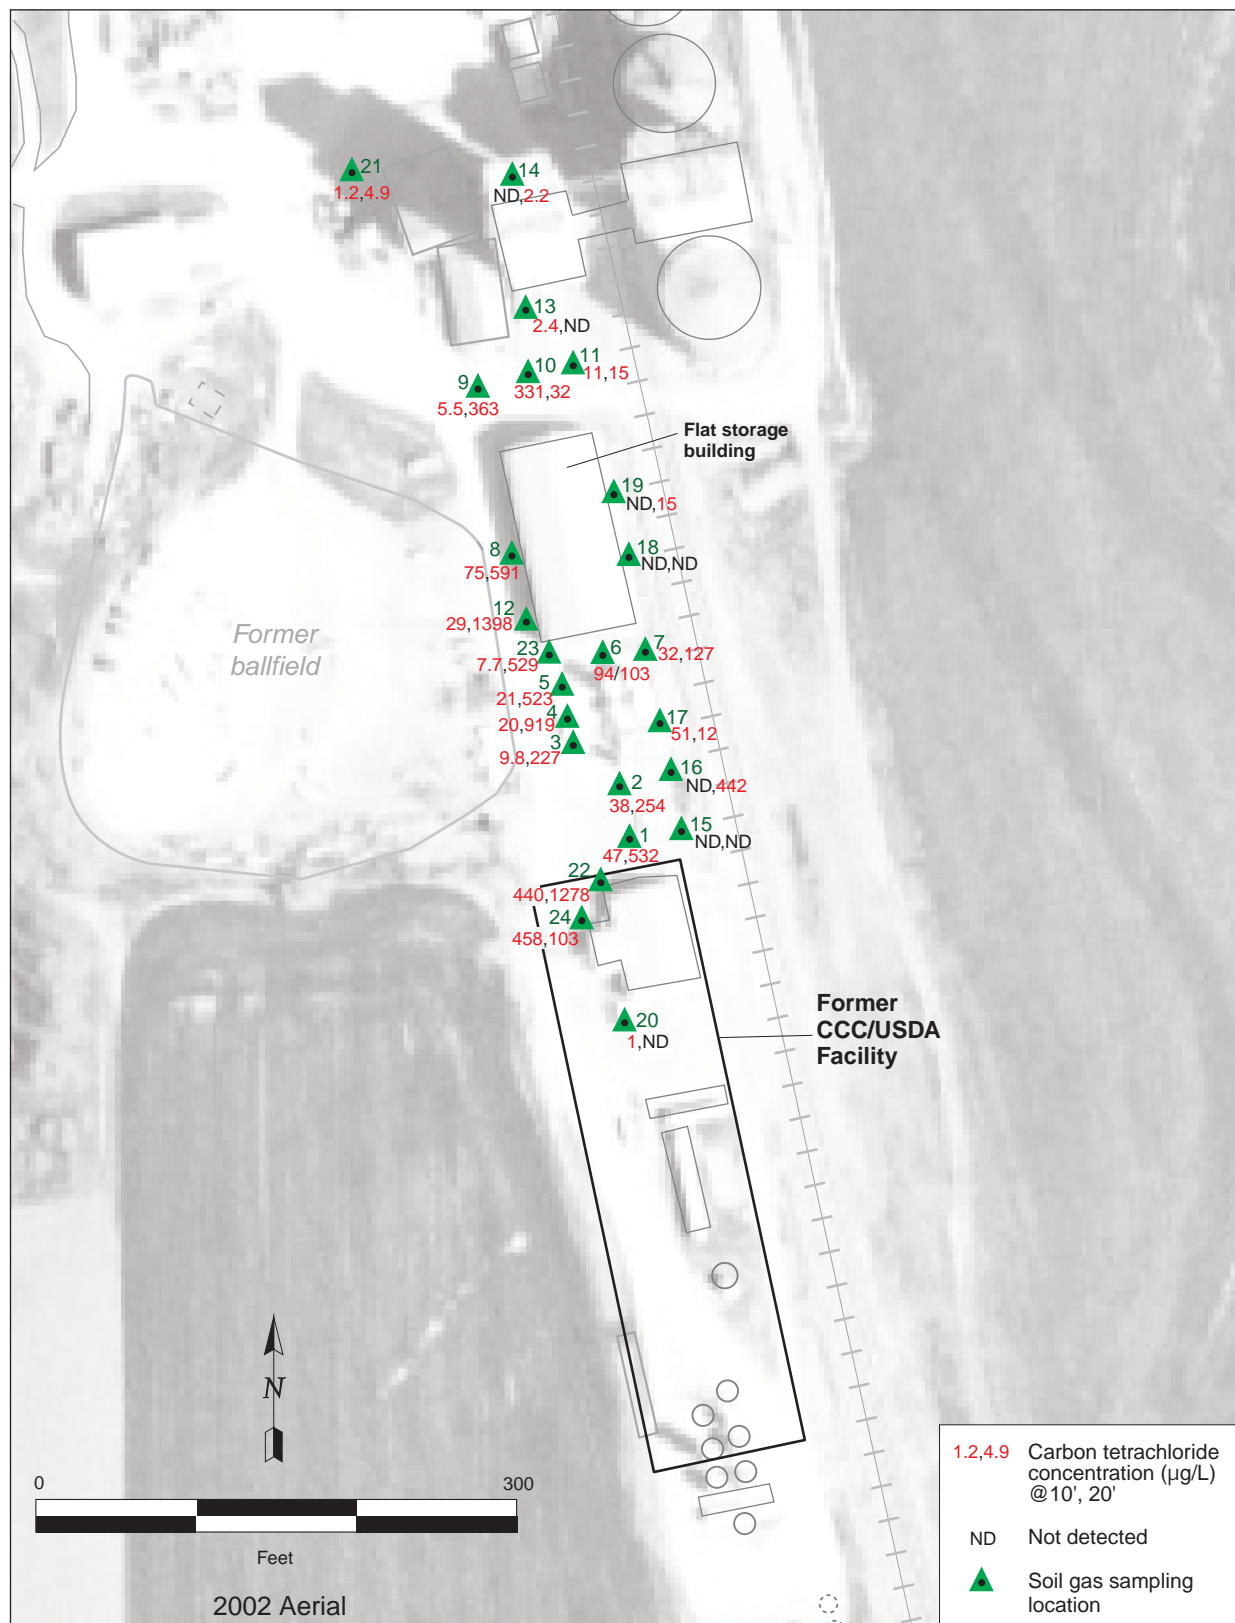 21
1.2,4.9
14
ND,2.2
13
2.4,ND
11
11,15
10
331,32
9
5.5,363
Flat storage
building
19
ND,15
18
ND,ND
8
75,591
12
29,1398
23
7.7,529
6
94/103
7
32,127
5
21,523
4
20,919
3
9.8,227
17
51,12
16
ND,442
2
38,254
15
ND,ND
1
47,532
22
440,1278
24
458,103
20
1,ND
Former
ballfield
Former
CCC/USDA
Facility
N
0 300
Feet
2002 Aerial
1.2,4.9 Carbon tetrachloride
concentration (µg/L)
@10', 20'
ND Not detected
Soil gas sampling
location